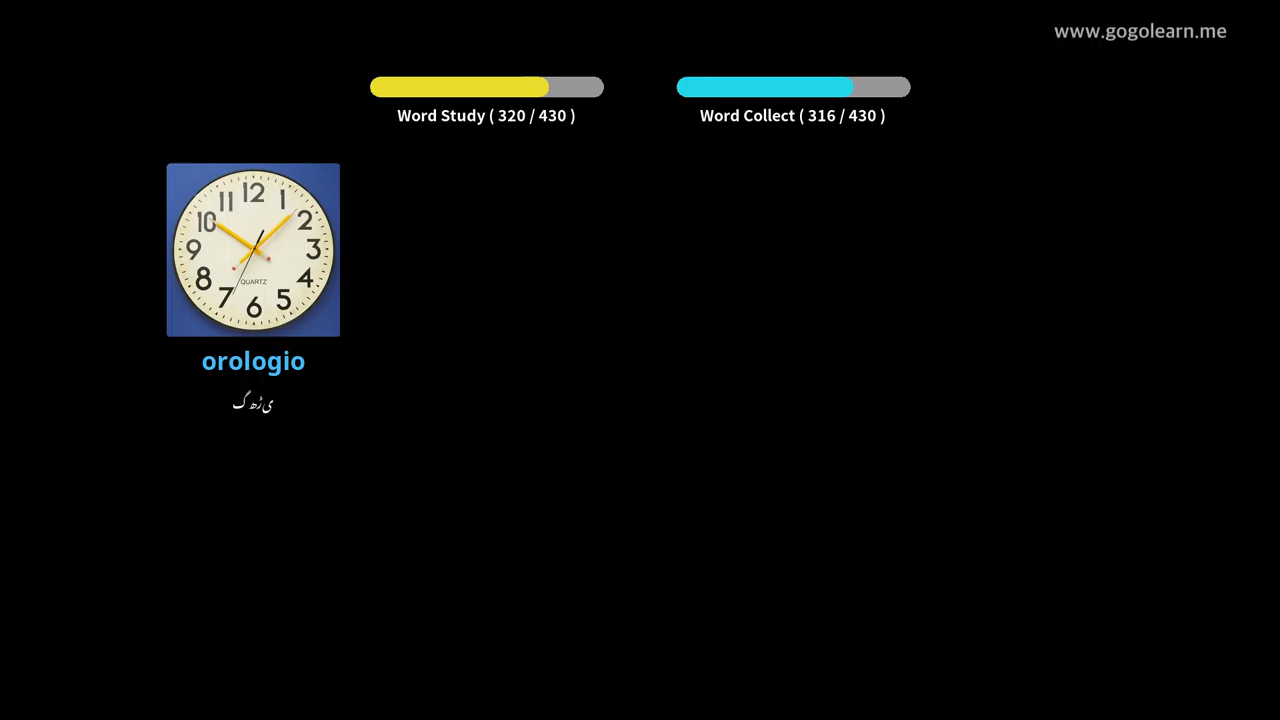 www.gogolearn.me
Word Study ( 320 / 430 )
Word Collect ( 316 / 430 )
12
11 1
10 2
9 3
8 4
QUARTZ
7 5
6
orologio
یڑھ گ